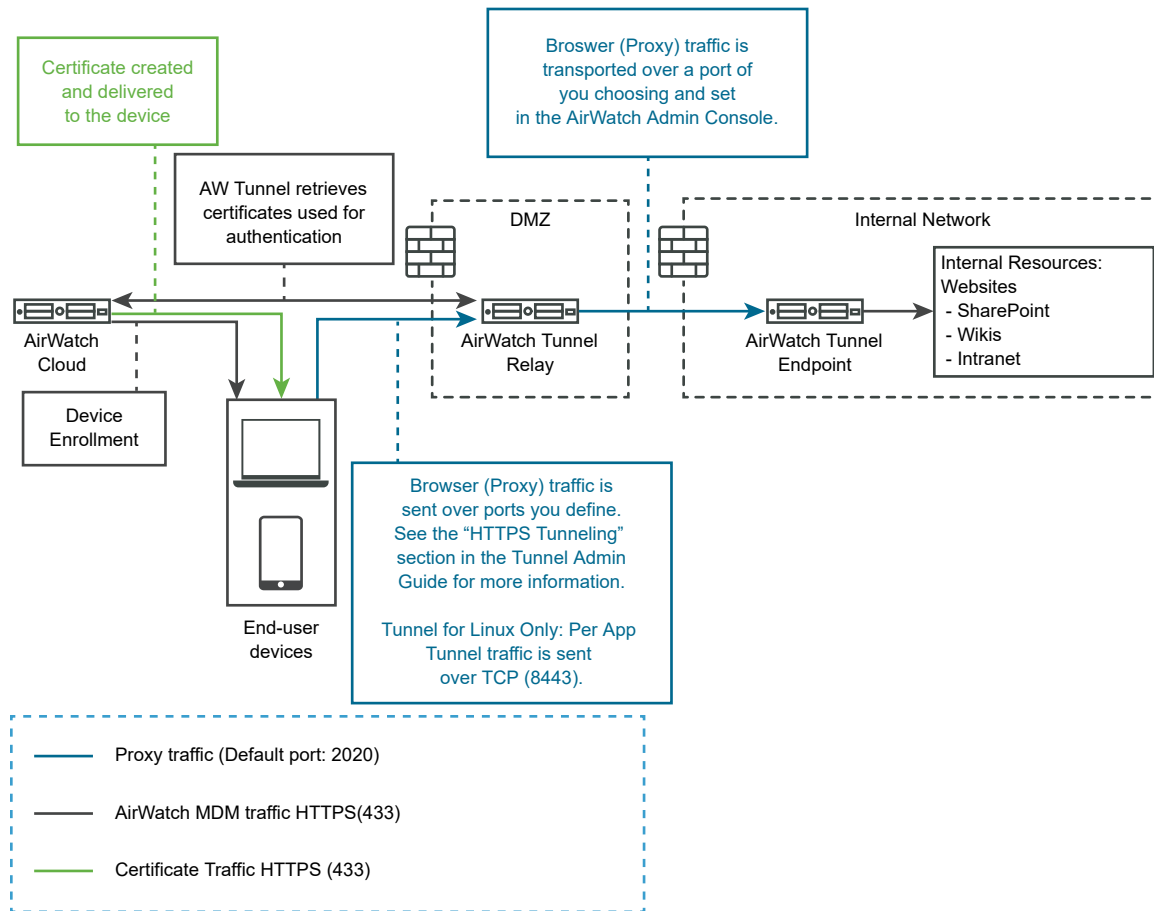 Certificate created
and delivered
to the device
Broswer (Proxy) traffic is
transported over a port of
you choosing and set
in the AirWatch Admin Console.
AW Tunnel retrieves
certificates used for
authentication
DMZ
Internal Network
Internal Resources:
Websites
- SharePoint
- Wikis
- Intranet
AirWatch
Cloud
AirWatch Tunnel
Relay
AirWatch Tunnel
Endpoint
Device
Enrollment
Browser (Proxy) traffic is
sent over ports you define.
See the “HTTPS Tunneling”
section in the Tunnel Admin
Guide for more information.
Tunnel for Linux Only: Per App
Tunnel traffic is sent
over TCP (8443).
End-user
devices
Proxy traffic (Default port: 2020)
AirWatch MDM traffic HTTPS(433)
Certificate Traffic HTTPS (433)